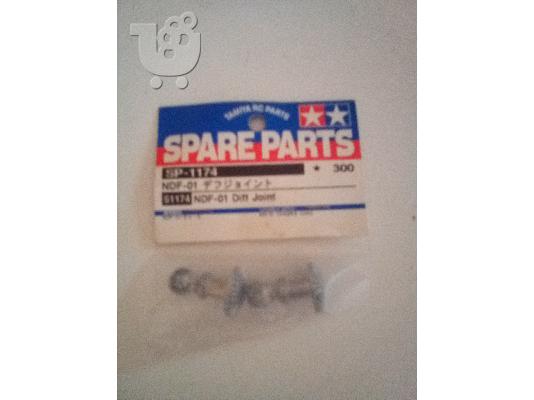 TAMIYA RC PARTS
SPARE PARTS
SP-1174
★ 300
NDF-01 デフジョイント
51174 NDF-01 Diff Joint